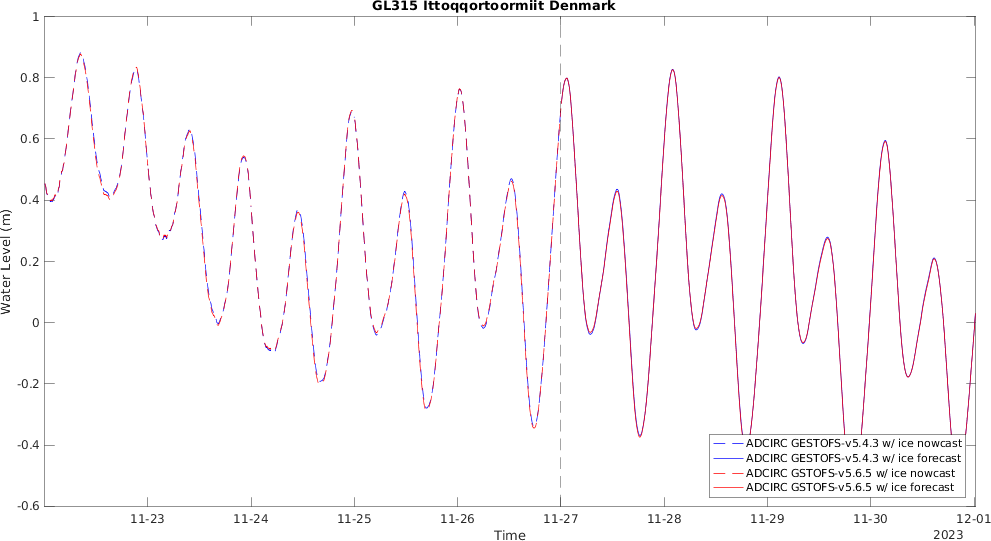 GL315 Ittoqqortoormiit Denmark
1
0.8
0.6
0.4
0.2
0
-0.2
-0.4
-0.6
Water Level (m)
11-23
11-24
11-25
11-26
11-27
11-28
11-29
11-30
12-01
Time
2023
ADCIRC GESTOFS-v5.4.3 w/ ice nowcast
ADCIRC GESTOFS-v5.4.3 w/ ice forecast
ADCIRC GSTOFS-v5.6.5 w/ ice nowcast
ADCIRC GSTOFS-v5.6.5 w/ ice forecast